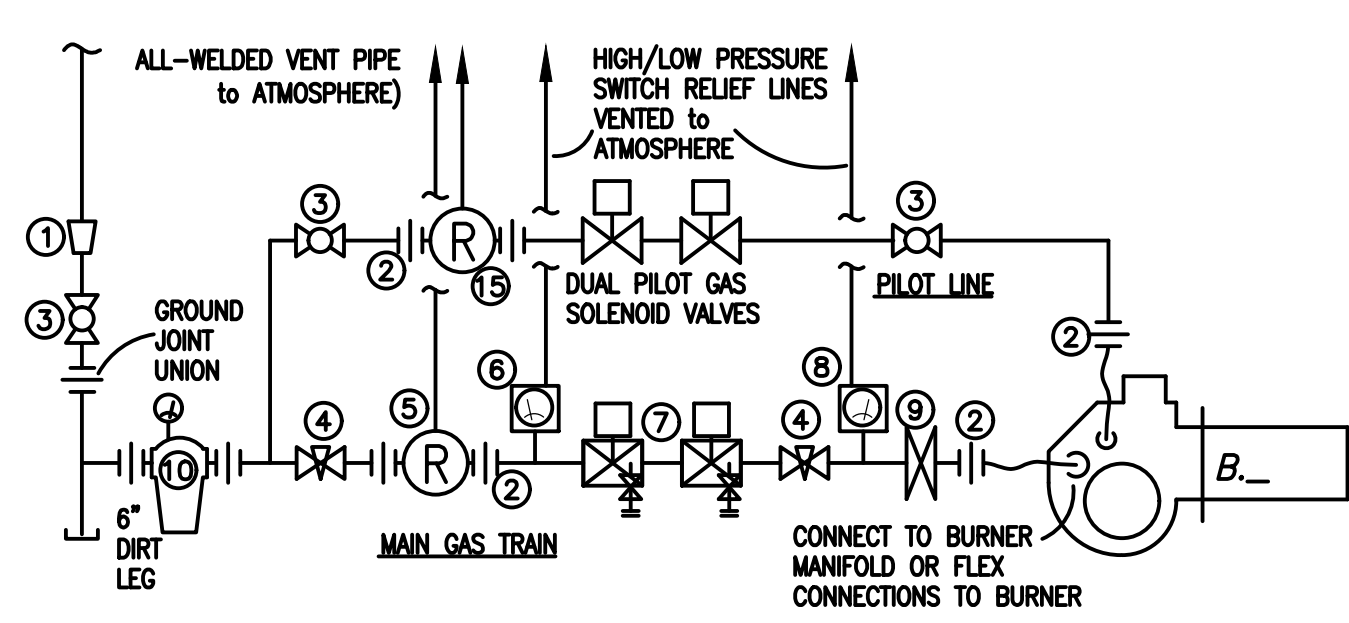 ALL-WELDED VENT PIPE
to ATMOSPHERE)
HIGH/LOW PRESSURE
SWITCH RELIEF LINES
VENTED to
ATMOSPHERE
3
3
1
R
2
15
3
GROUND
JOINT
UNION
DUAL PILOT GAS
SOLENOID VALVES
PILOT LINE
2
6
8
5
4
7
4
9
2
10
R
2
B._
6"
DIRT
LEG
MAIN GAS TRAIN
CONNECT TO BURNER
MANIFOLD OR FLEX
CONNECTIONS TO BURNER